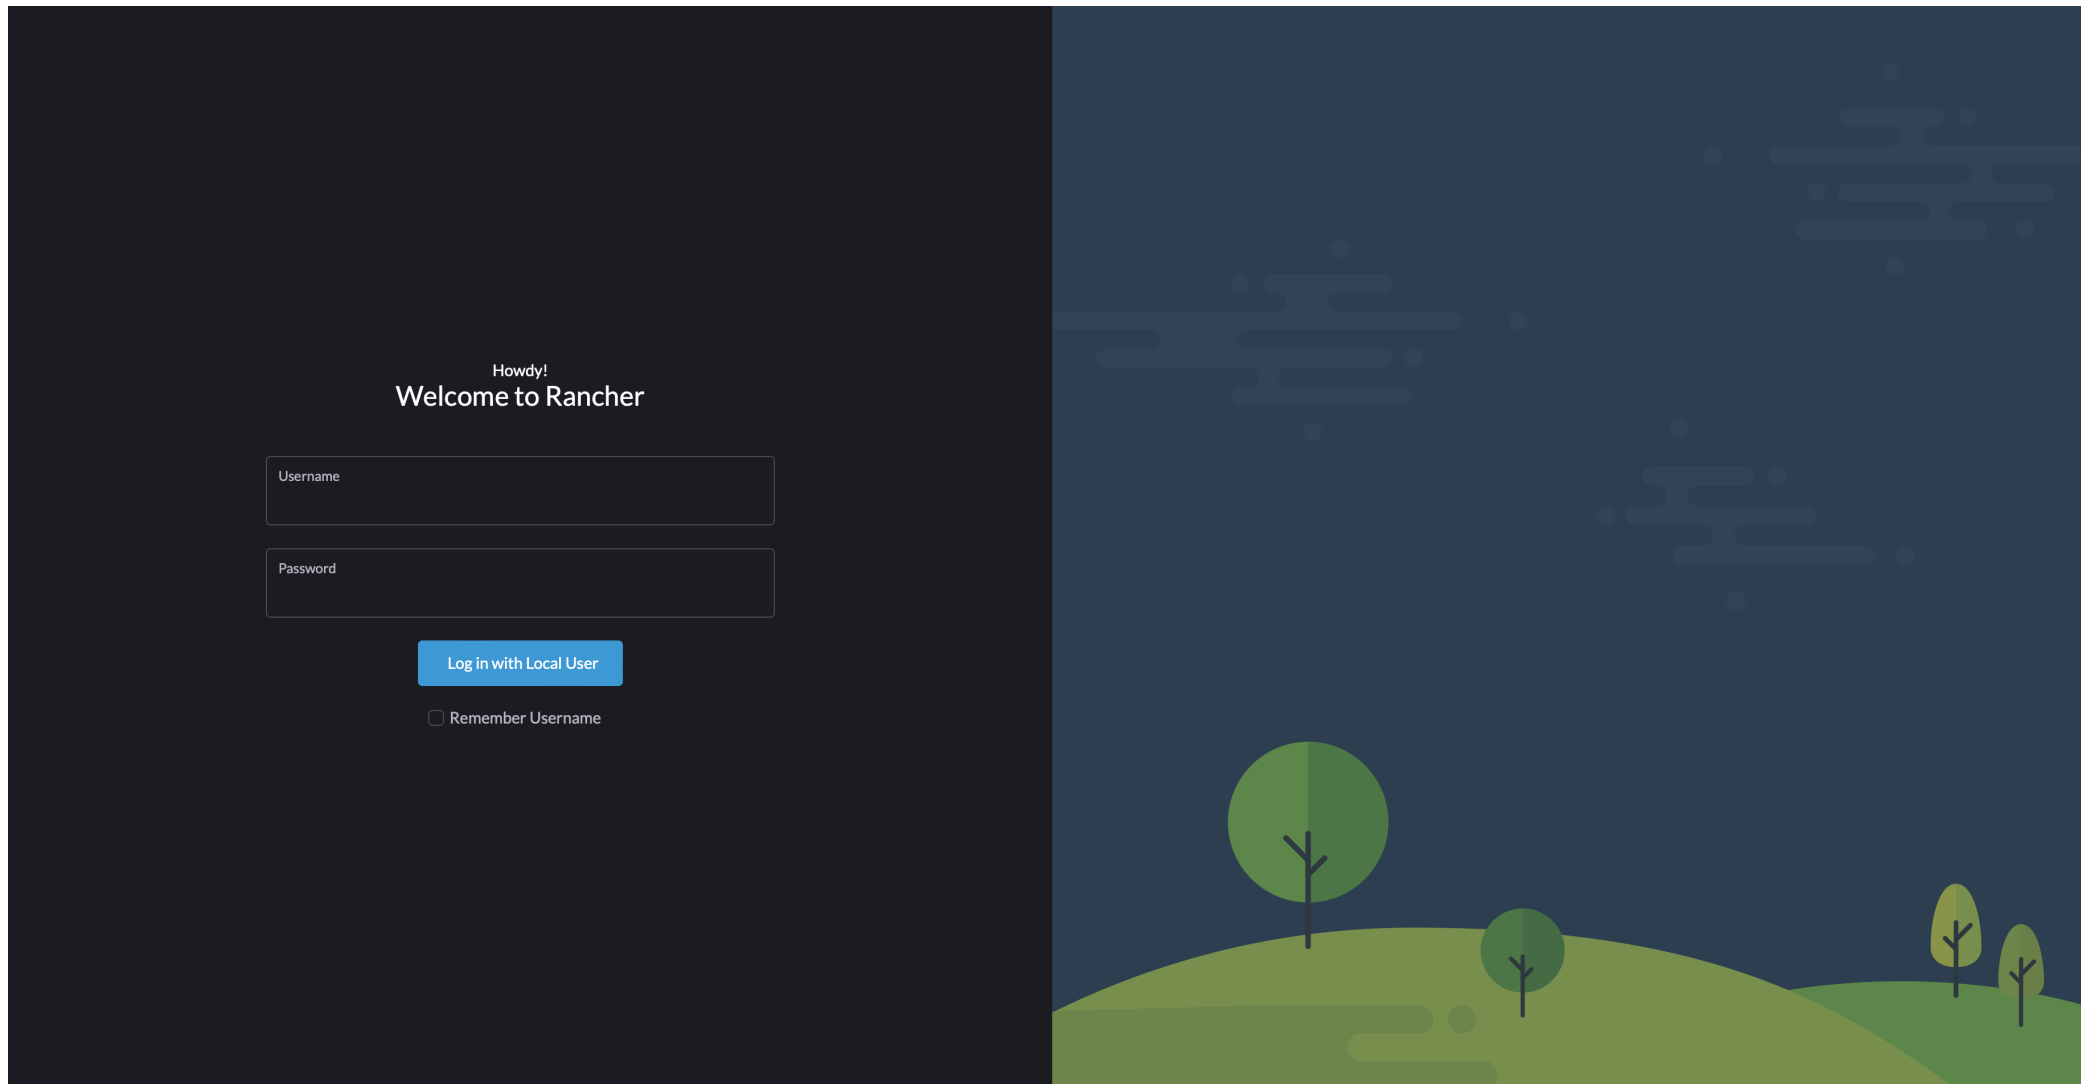 Howdy!
Welcome to Rancher
Username
Password
Log in with Local User
Remember Username